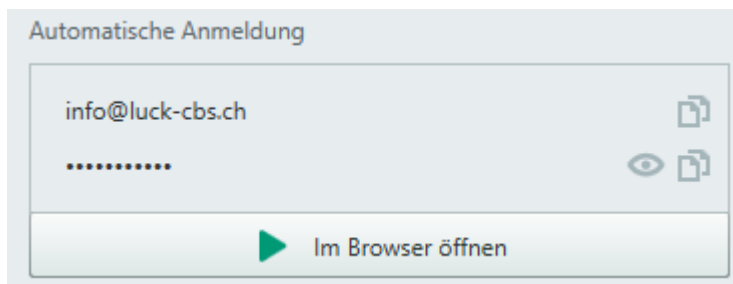 Automatische Anmeldung
info@luck-cbs.ch
•••••••••••
Im Browser öffnen